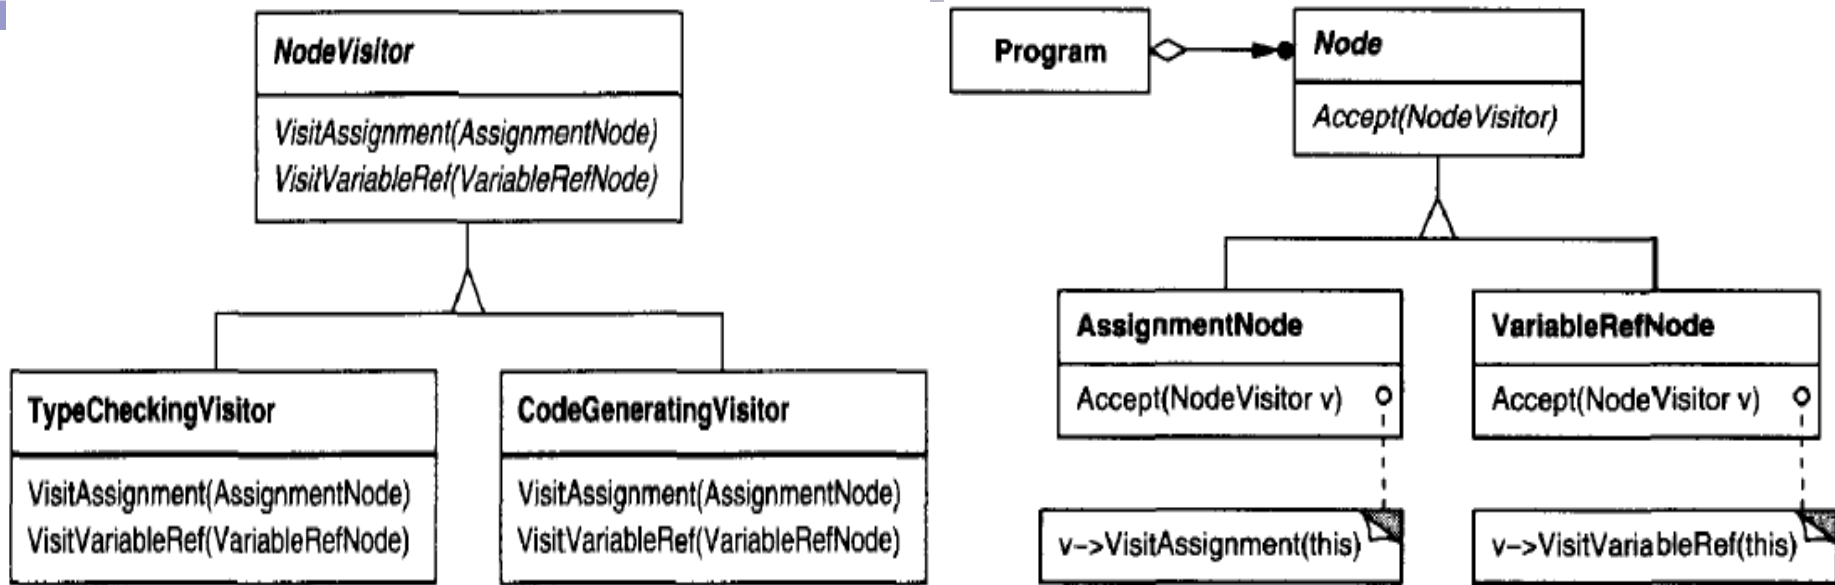 NodeVisitor
VisitAssignment(AssignmentNode)
VisitVariableRef(VariableRefNode)
TypeCheckingVisitor
VisitAssignment(AssignmentNode)
VisitVariableRef(VariableRefNode)
CodeGeneratingVisitor
VisitAssignment(AssignmentNode)
VisitVariableRef(VariableRefNode)
Program
Node
Accept(NodeVisitor)
AssignmentNode
Accept(NodeVisitor v)
v->VisitAssignment(this)
VariableRefNode
Accept(NodeVisitor v)
v->VisitVariableRef(this)